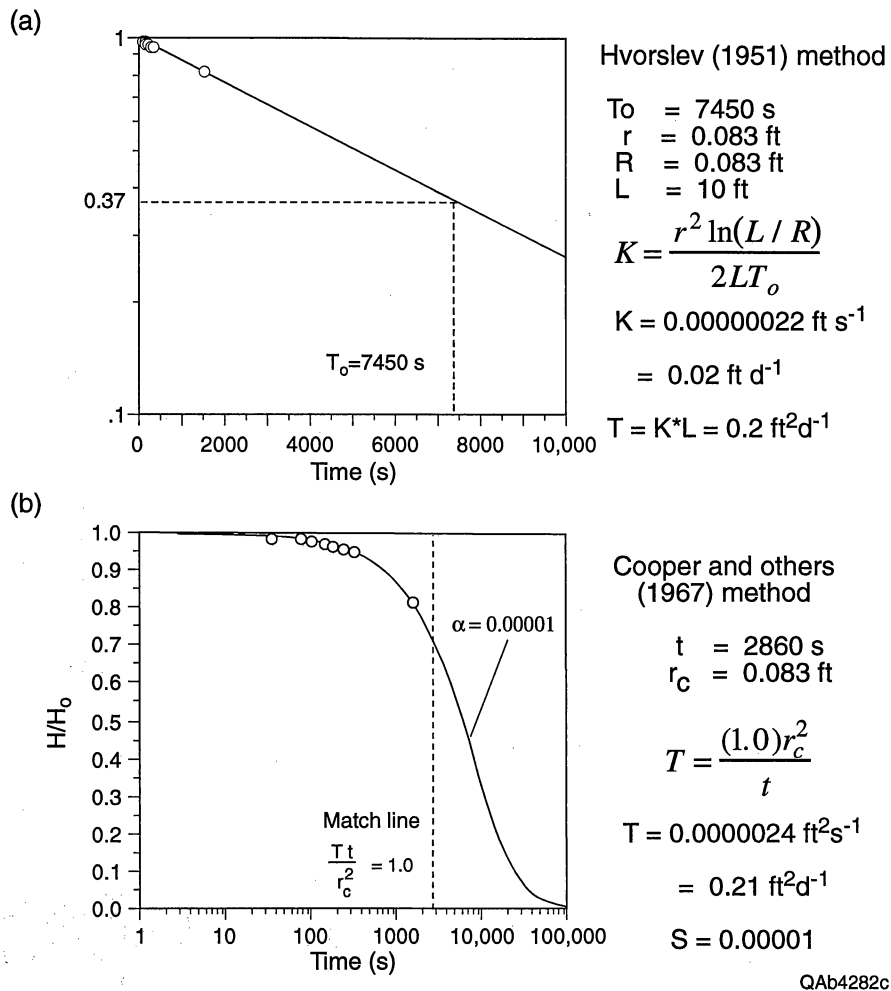 (a)
1
0.37
.1
T₀=7450 s
0 2000 4000 6000 8000 10,000
Time (s)
Hvorslev (1951) method
To = 7450 s
r = 0.083 ft
R = 0.083 ft
L = 10 ft
K = r² ln(L / R) / 2LTₒ
K = 0.00000022 ft s⁻¹
= 0.02 ft d⁻¹
T = K*L = 0.2 ft²d⁻¹
(b)
H/Hₒ
1.0
0.9
0.8
0.7
0.6
0.5
0.4
0.3
0.2
0.1
0.0
α = 0.00001
Match line
T t / r_c² = 1.0
1 10 100 1000 10,000 100,000
Time (s)
Cooper and others
(1967) method
t = 2860 s
r_c = 0.083 ft
T = (1.0)r_c² / t
T = 0.0000024 ft²s⁻¹
= 0.21 ft²d⁻¹
S = 0.00001
QAb4282c